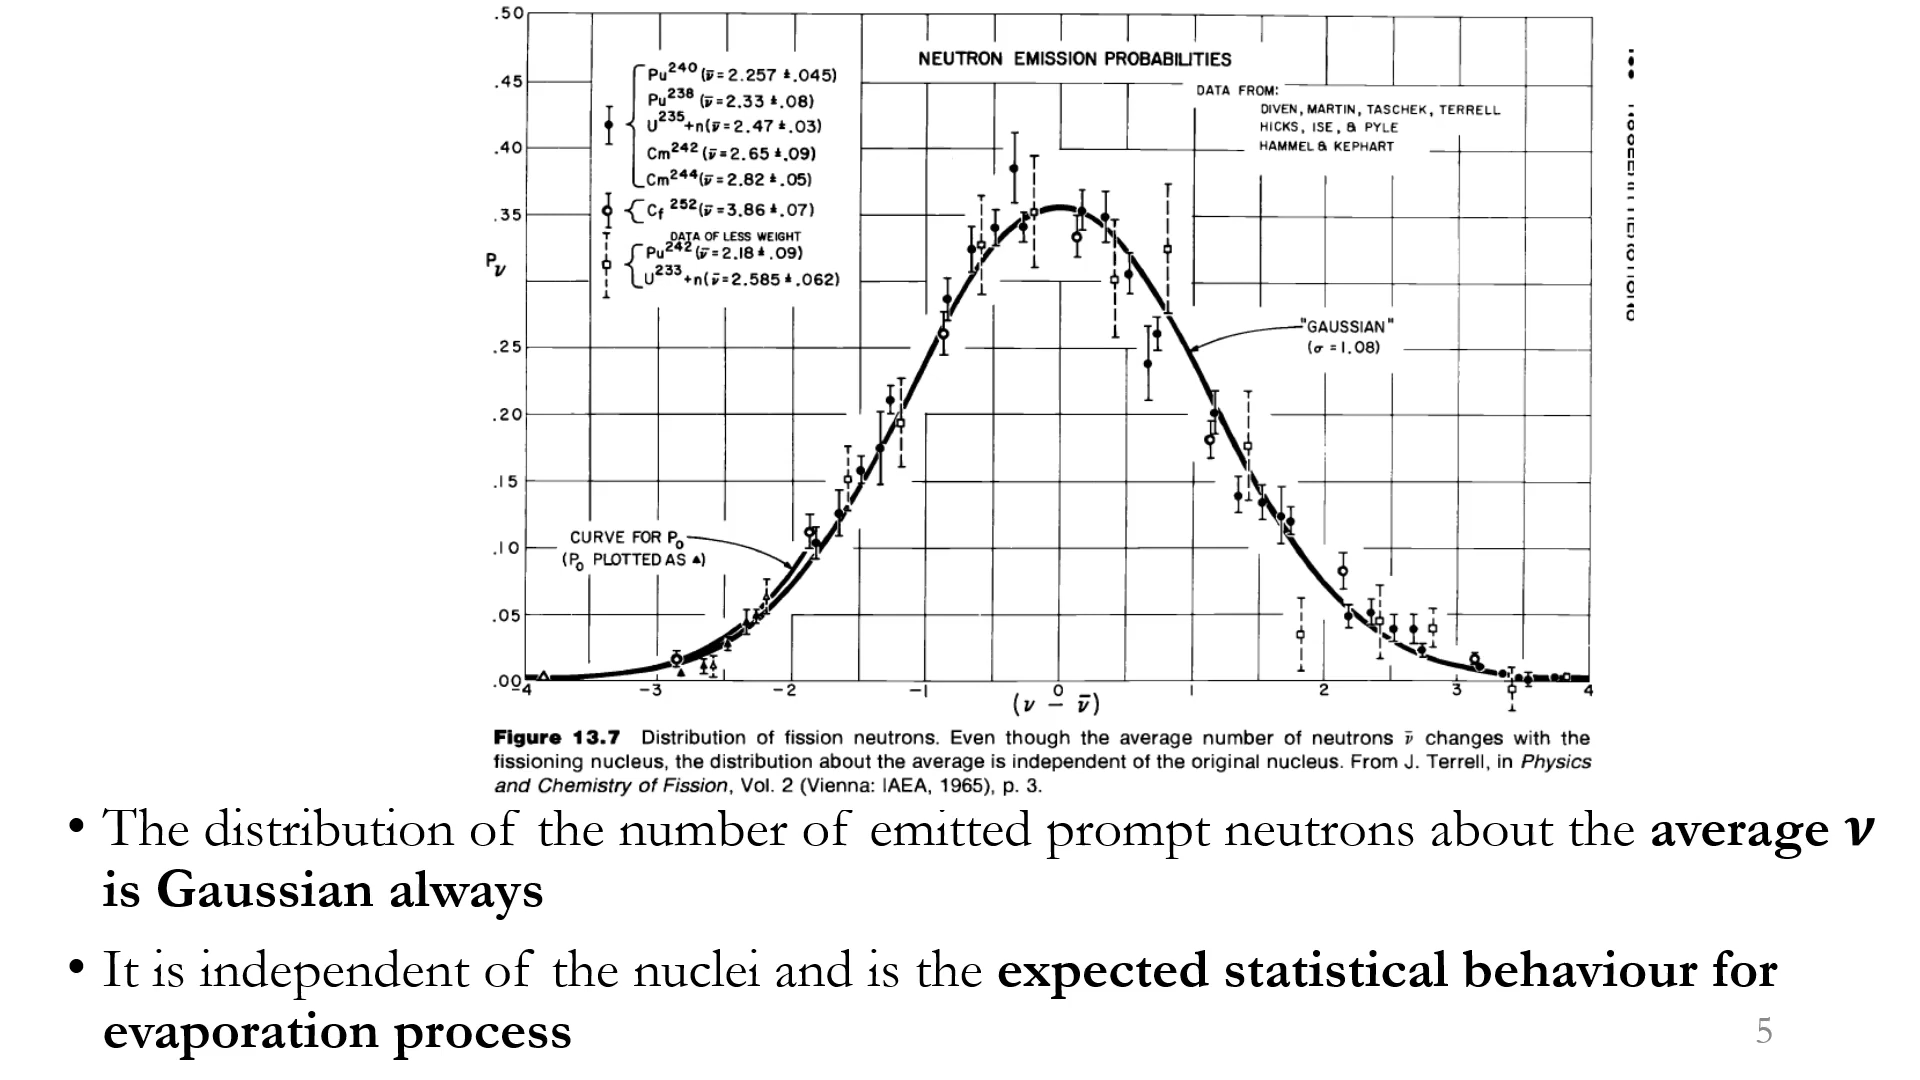 NEUTRON EMISSION PROBABILITIES
Pu240 (ν̄=2.257 ±.045)
Pu238 (ν̄=2.33 ±.08)
U235+n(ν̄=2.47 ±.03)
Cm242 (ν̄=2.65 ±.09)
Cm244(ν̄=2.82 ±.05)
Cf 252(ν̄=3.86 ±.07)
DATA OF LESS WEIGHT
Pu242 (ν̄=2.18 ±.09)
U233+n(ν̄=2.585 ±.062)
DATA FROM:
DIVEN, MARTIN, TASCHEK, TERRELL
HICKS, ISE, & PYLE
HAMMEL & KEPHART
"GAUSSIAN"
(σ = 1.08)
CURVE FOR P0
(P0 PLOTTED AS ▲)
.50
.45
.40
.35
Pν
.25
.20
.15
.10
.05
.00
-4 -3 -2 -1 0 1 2 3 4
(ν − ν̄)
Figure 13.7 Distribution of fission neutrons. Even though the average number of neutrons ν̄ changes with the
fissioning nucleus, the distribution about the average is independent of the original nucleus. From J. Terrell, in Physics
and Chemistry of Fission, Vol. 2 (Vienna: IAEA, 1965), p. 3.
• The distribution of the number of emitted prompt neutrons about the average ν
is Gaussian always
• It is independent of the nuclei and is the expected statistical behaviour for
evaporation process
5